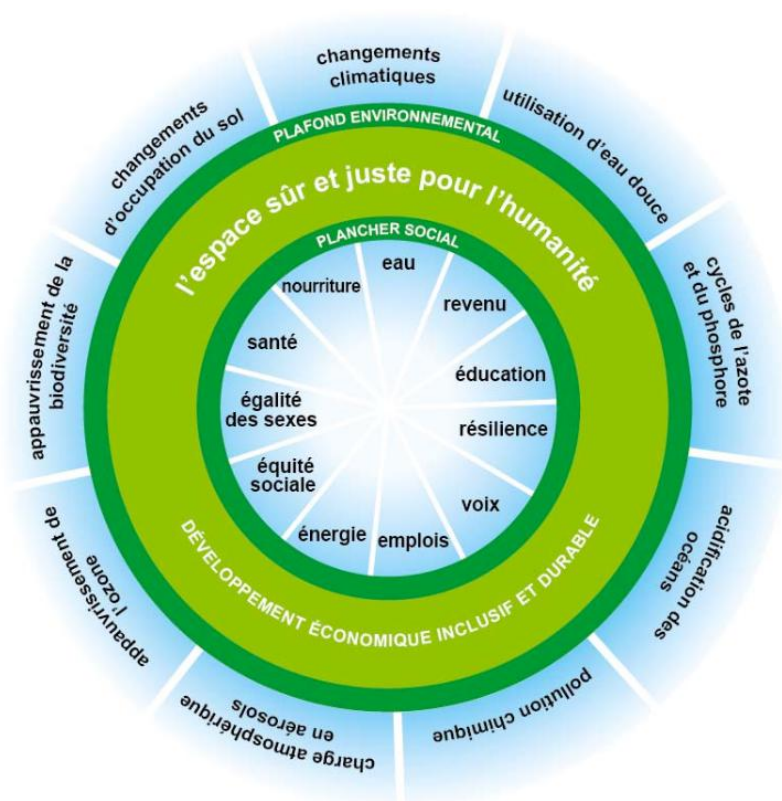 changements
climatiques
utilisation d'eau douce
cycles de l'azote
et du phosphore
acidification des
océans
pollution chimique
charge atmosphérique
en aérosols
appauvrissement de
l'ozone
appauvrissement de la
biodiversité
changements
d'occupation du sol
PLAFOND ENVIRONNEMENTAL
l'espace sûr et juste pour l'humanité
PLANCHER SOCIAL
eau
revenu
éducation
résilience
voix
emplois
énergie
équité
sociale
égalité
des sexes
santé
nourriture
DÉVELOPPEMENT ÉCONOMIQUE INCLUSIF ET DURABLE